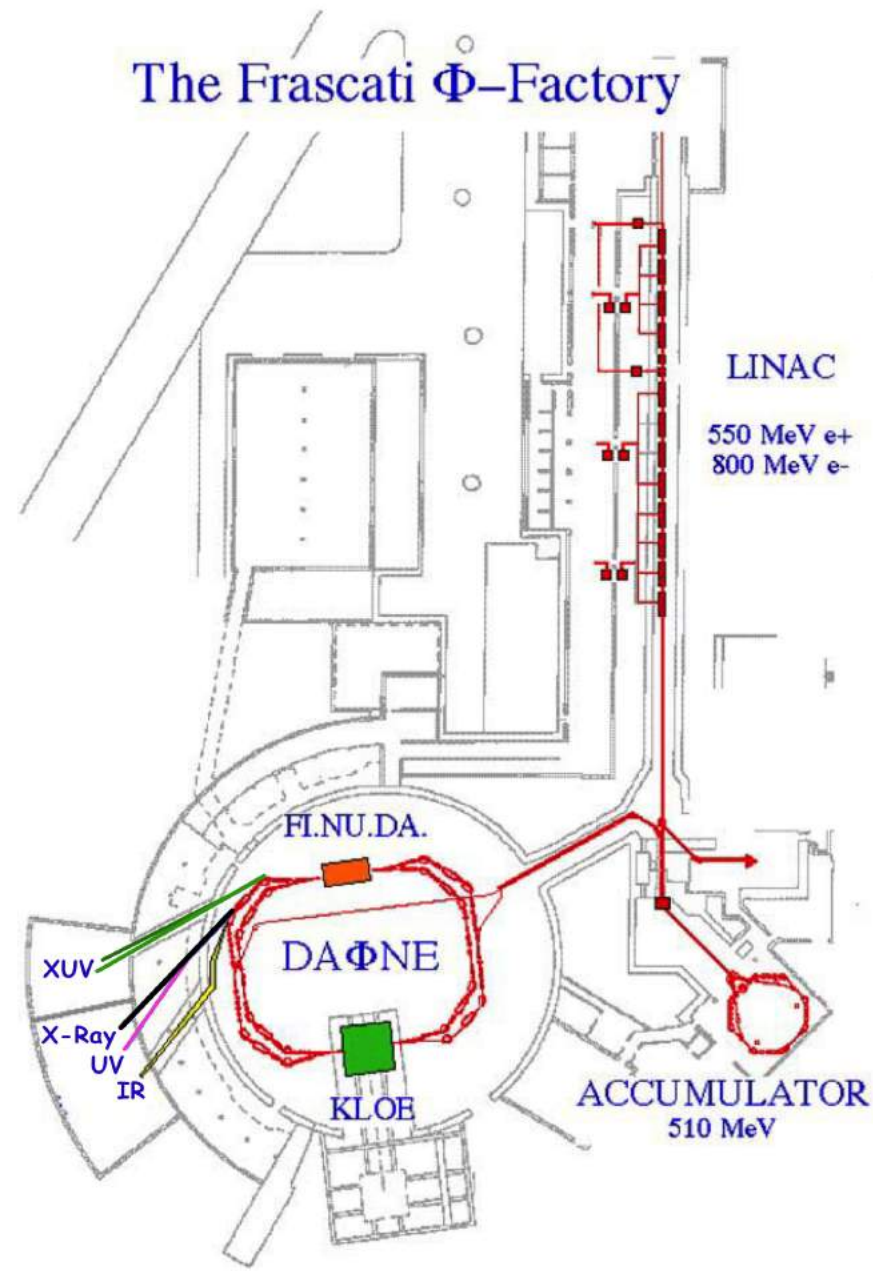 The Frascati Φ–Factory
LINAC
550 MeV e+
800 MeV e-
FI.NU.DA.
DAΦNE
XUV
X-Ray
UV
IR
KLOE
ACCUMULATOR
510 MeV